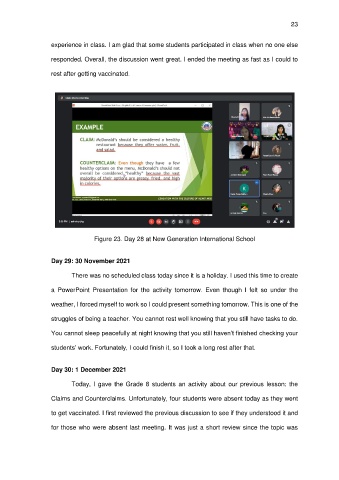 23
experience in class. I am glad that some students participated in class when no one else
responded. Overall, the discussion went great. I ended the meeting as fast as I could to
rest after getting vaccinated.
EXAMPLE
CLAIM: McDonald's should be considered a healthy
restaurant because they offer salads, fruit,
and salad.
COUNTERCLAIM: Even though they have a few
healthy options on the menu, McDonald's should not
overall be considered "healthy" because the vast
majority of their options are greasy, fried, and high
in calories.
Figure 23. Day 28 at New Generation International School
Day 29: 30 November 2021
There was no scheduled class today since it is a holiday. I used this time to create
a PowerPoint Presentation for the activity tomorrow. Even though I felt so under the
weather, I forced myself to work so I could present something tomorrow. This is one of the
struggles of being a teacher. You cannot rest well knowing that you still have tasks to do.
You cannot sleep peacefully at night knowing that you still haven't finished checking your
students' work. Fortunately, I could finish it, so I took a long rest after that.
Day 30: 1 December 2021
Today, I gave the Grade 8 students an activity about our previous lesson: the
Claims and Counterclaims. Unfortunately, four students were absent today as they went
to get vaccinated. I first reviewed the previous discussion to see if they understood it and
for those who were absent last meeting. It was just a short review since the topic was